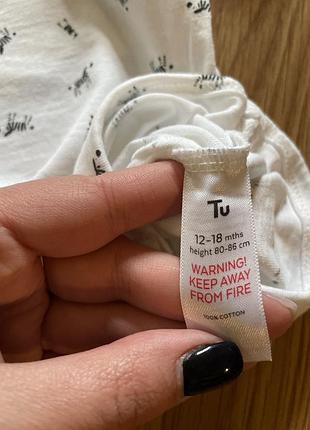 Tu
12-18 mths
height 80-86 cm
WARNING!
KEEP AWAY
FROM FIRE
100% COTTON